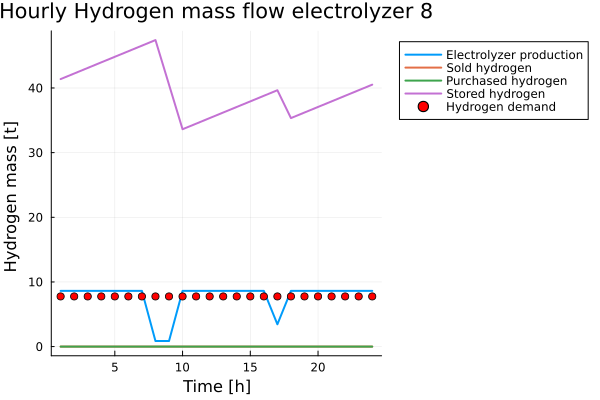 Hourly Hydrogen mass flow electrolyzer 8
Electrolyzer production
Sold hydrogen
Purchased hydrogen
Stored hydrogen
Hydrogen demand
Hydrogen mass [t]
40
30
20
10
0
5
10
15
20
Time [h]